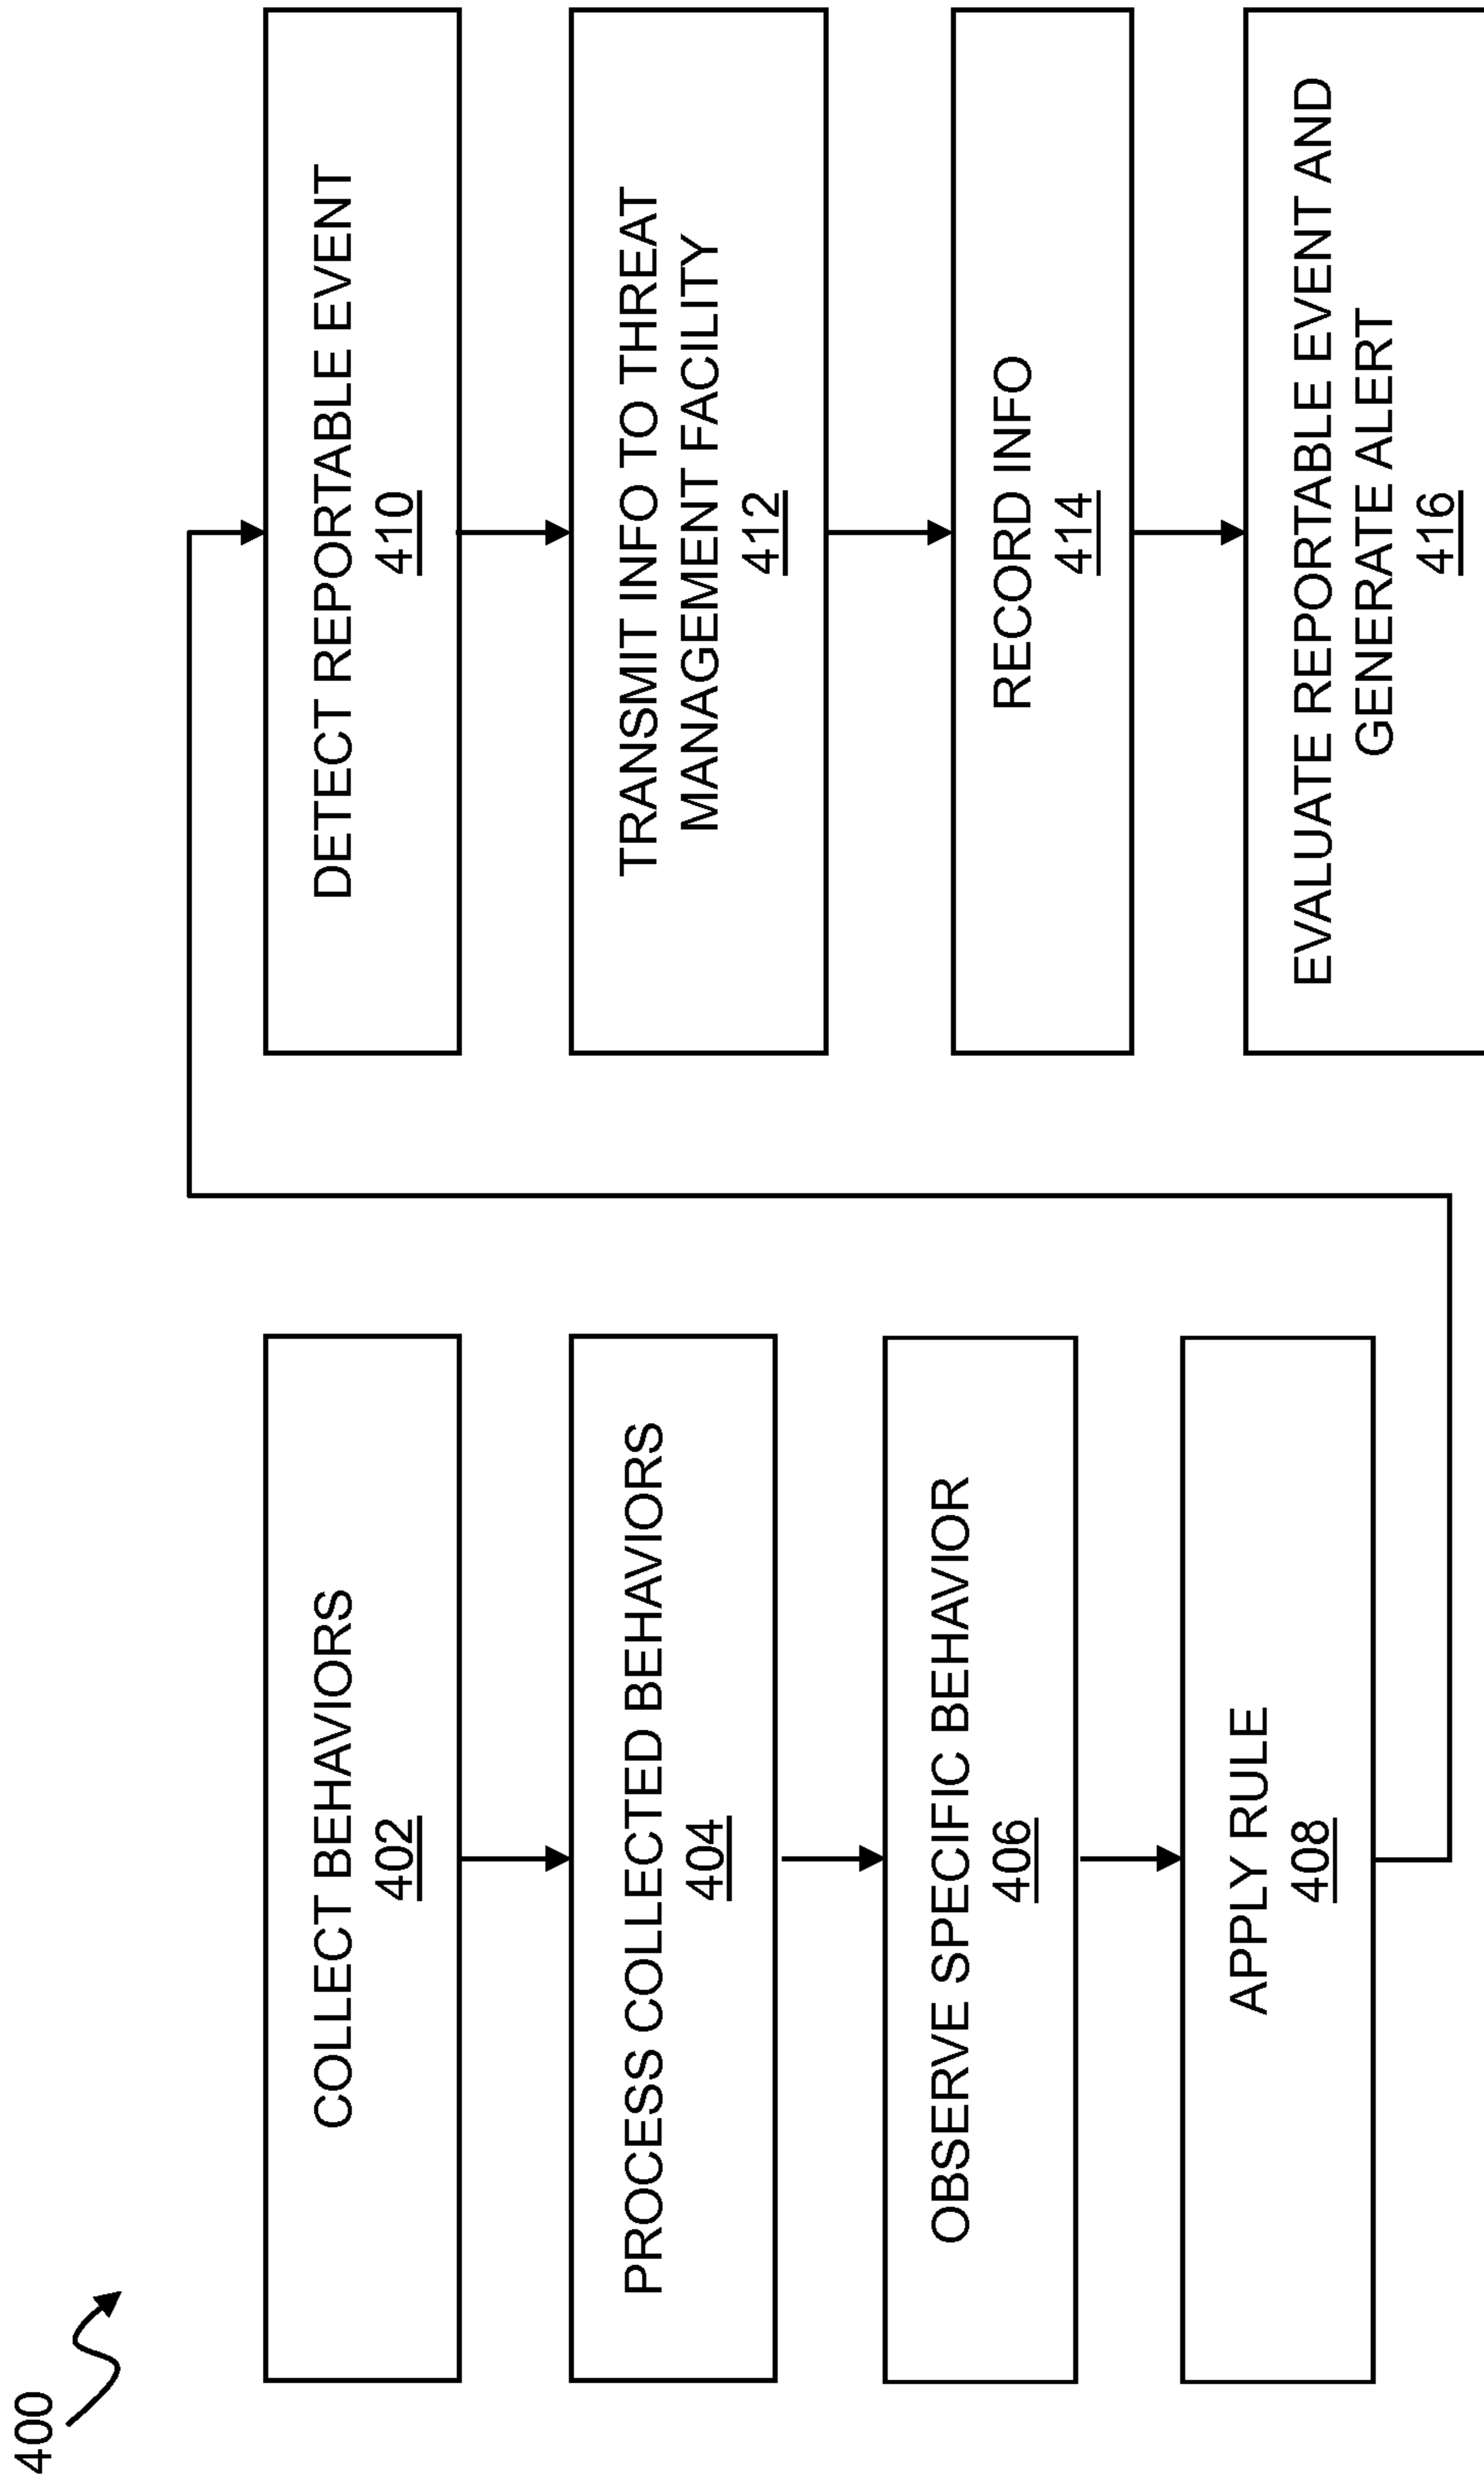 400
COLLECT BEHAVIORS
402
PROCESS COLLECTED BEHAVIORS
404
OBSERVE SPECIFIC BEHAVIOR
406
APPLY RULE
408
DETECT REPORTABLE EVENT
410
TRANSMIT INFO TO THREAT
MANAGEMENT FACILITY
412
RECORD INFO
414
EVALUATE REPORTABLE EVENT AND
GENERATE ALERT
416